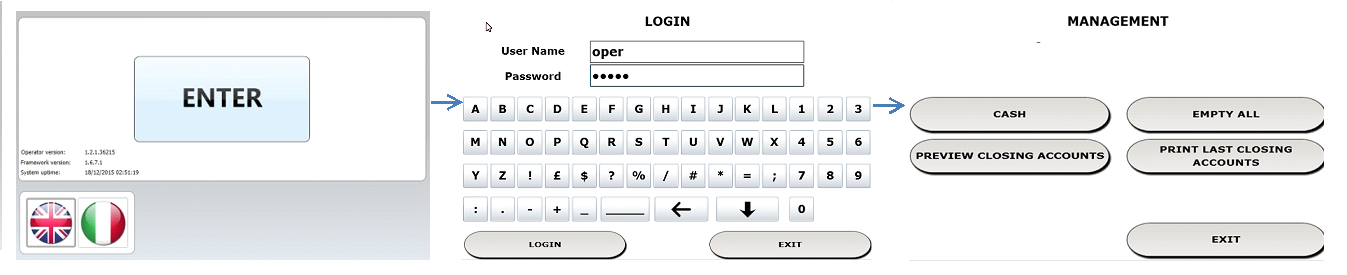 ENTER
Operator version: 1.2.1.36215
Framework version: 1.6.7.1
System uptime: 18/12/2015 02:51:19
LOGIN
User Name oper
Password •••••
A B C D E F G H I J K L 1 2 3
M N O P Q R S T U V W X 4 5 6
Y Z ! £ $ ? % / # * = ; 7 8 9
: . - + _ ← ↓ 0
LOGIN EXIT
MANAGEMENT
CASH EMPTY ALL
PREVIEW CLOSING ACCOUNTS PRINT LAST CLOSING
ACCOUNTS
EXIT